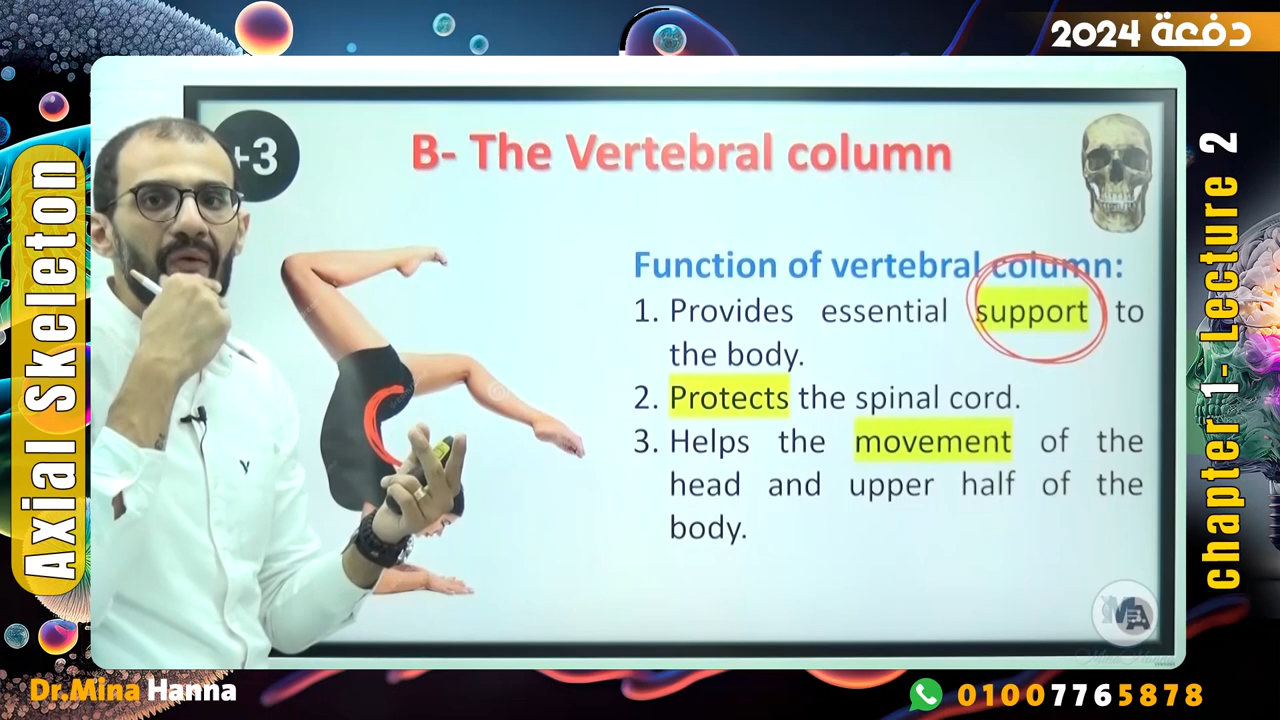 دفعة 2024
+3
B- The Vertebral column
Axial Skeleton
chapter 1- Lecture 2
Function of vertebral column:
1. Provides essential support to
the body.
2. Protects the spinal cord.
3. Helps the movement of the
head and upper half of the
body.
MA
Dr.Mina Hanna
01007765878